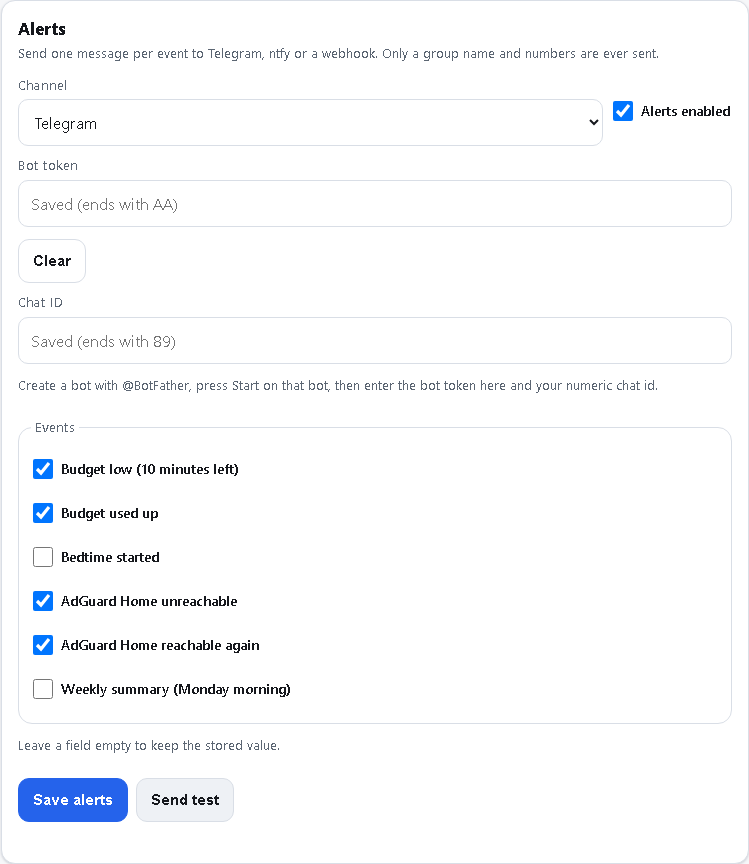 Alerts
Send one message per event to Telegram, ntfy or a webhook. Only a group name and numbers are ever sent.
Channel
Telegram
Alerts enabled
Bot token
Saved (ends with AA)
Clear
Chat ID
Saved (ends with 89)
Create a bot with @BotFather, press Start on that bot, then enter the bot token here and your numeric chat id.
Events
Budget low (10 minutes left)
Budget used up
Bedtime started
AdGuard Home unreachable
AdGuard Home reachable again
Weekly summary (Monday morning)
Leave a field empty to keep the stored value.
Save alerts
Send test